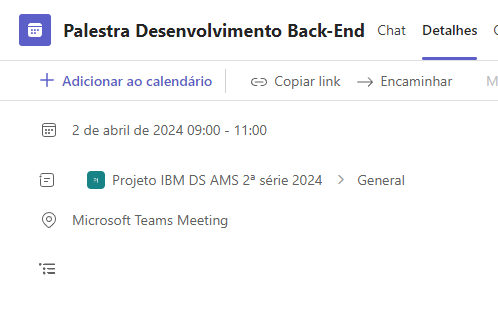 Palestra Desenvolvimento Back-End Chat Detalhes
Adicionar ao calendário Copiar link Encaminhar
2 de abril de 2024 09:00 - 11:00
Projeto IBM DS AMS 2ª série 2024 > General
Microsoft Teams Meeting